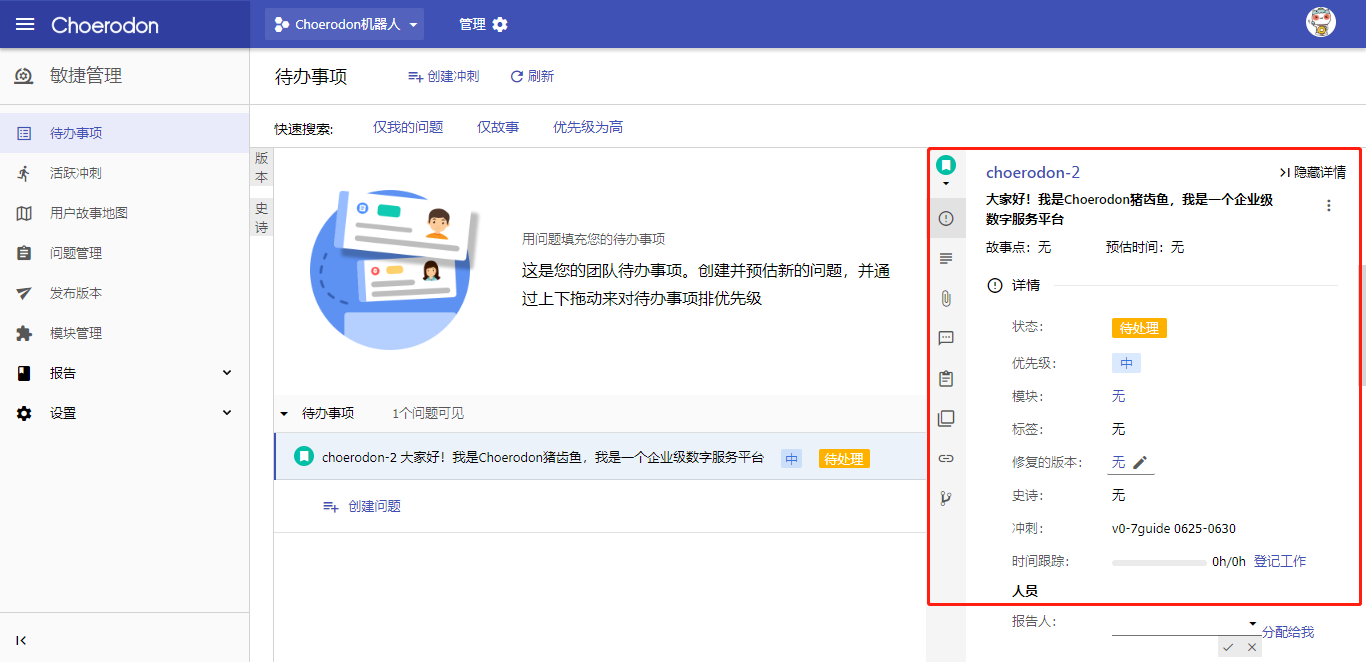 Choerodon
Choerodon机器人
管理
敏捷管理
待办事项
活跃冲刺
用户故事地图
问题管理
发布版本
模块管理
报告
设置
待办事项
创建冲刺
刷新
快速搜索:
仅我的问题
仅故事
优先级为高
版本
史诗
用问题填充您的待办事项
这是您的团队待办事项。创建并预估新的问题，并通
过上下拖动来对待办事项排优先级
待办事项
1个问题可见
choerodon-2 大家好！我是Choerodon猪齿鱼，我是一个企业级数字服务平台
中
待处理
创建问题
choerodon-2
隐藏详情
大家好！我是Choerodon猪齿鱼，我是一个企业级
数字服务平台
故事点：无
预估时间：无
详情
状态:
待处理
优先级:
中
模块:
无
标签:
无
修复的版本:
无
史诗:
无
冲刺:
v0-7guide 0625-0630
时间跟踪:
0h/0h
登记工作
人员
报告人:
分配给我